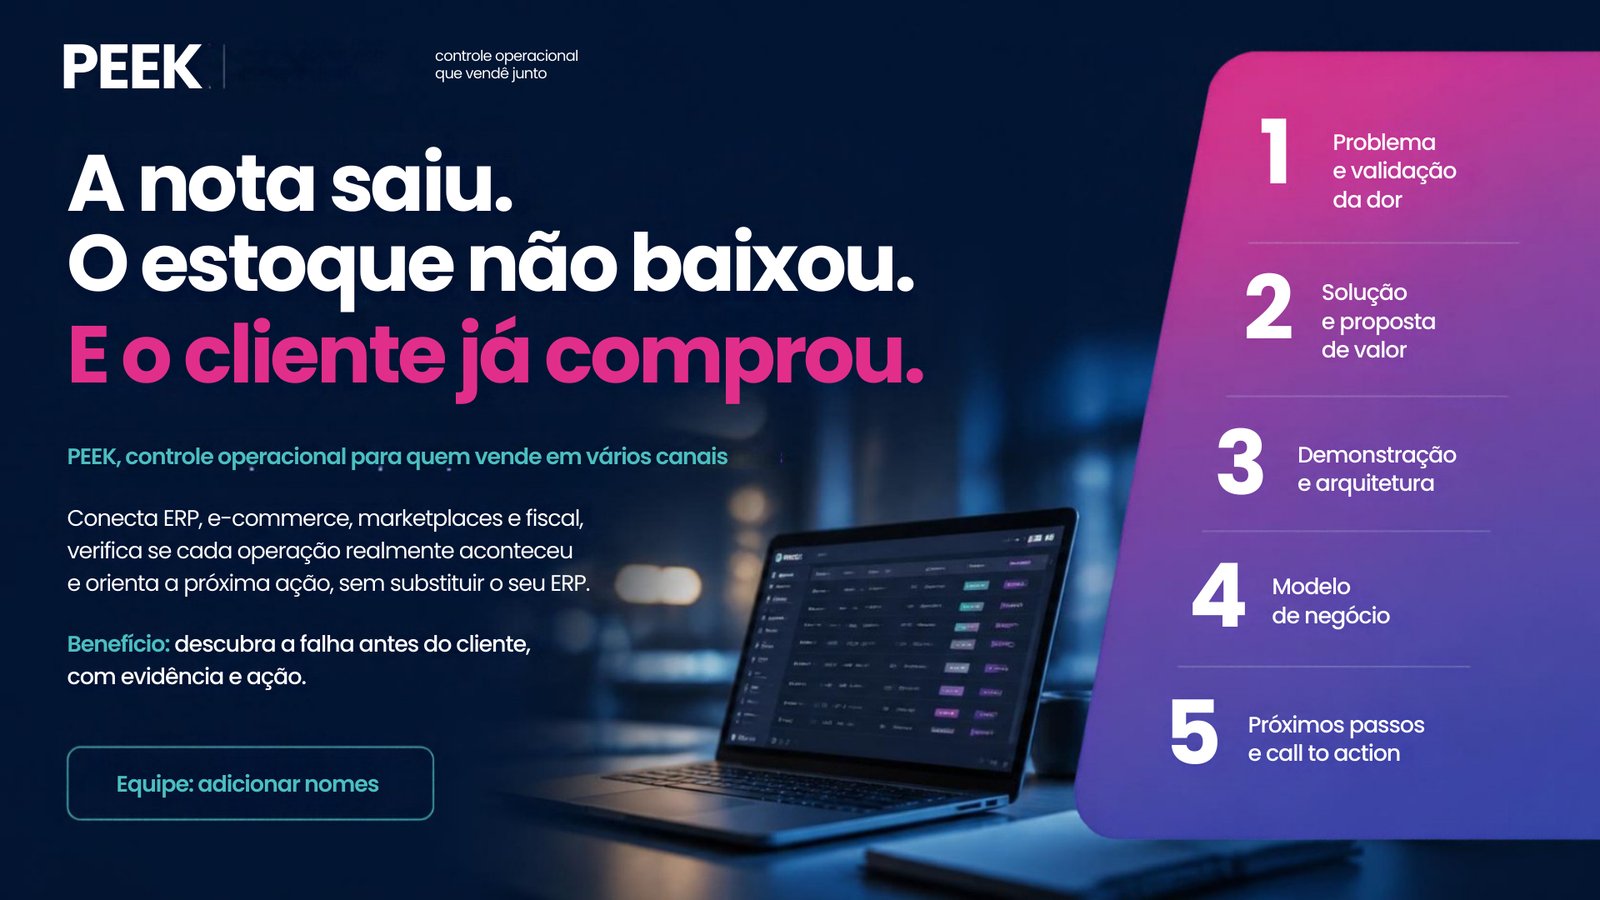 PEEK
controle operacional
que vendê junto
A nota saiu.
O estoque não baixou.
E o cliente já comprou.
PEEK, controle operacional para quem vende em vários canais
Conecta ERP, e-commerce, marketplaces e fiscal,
verifica se cada operação realmente aconteceu
e orienta a próxima ação, sem substituir o seu ERP.
Benefício: descubra a falha antes do cliente,
com evidência e ação.
Equipe: adicionar nomes
1
Problema
e validação
da dor
2
Solução
e proposta
de valor
3
Demonstração
e arquitetura
4
Modelo
de negócio
5
Próximos passos
e call to action